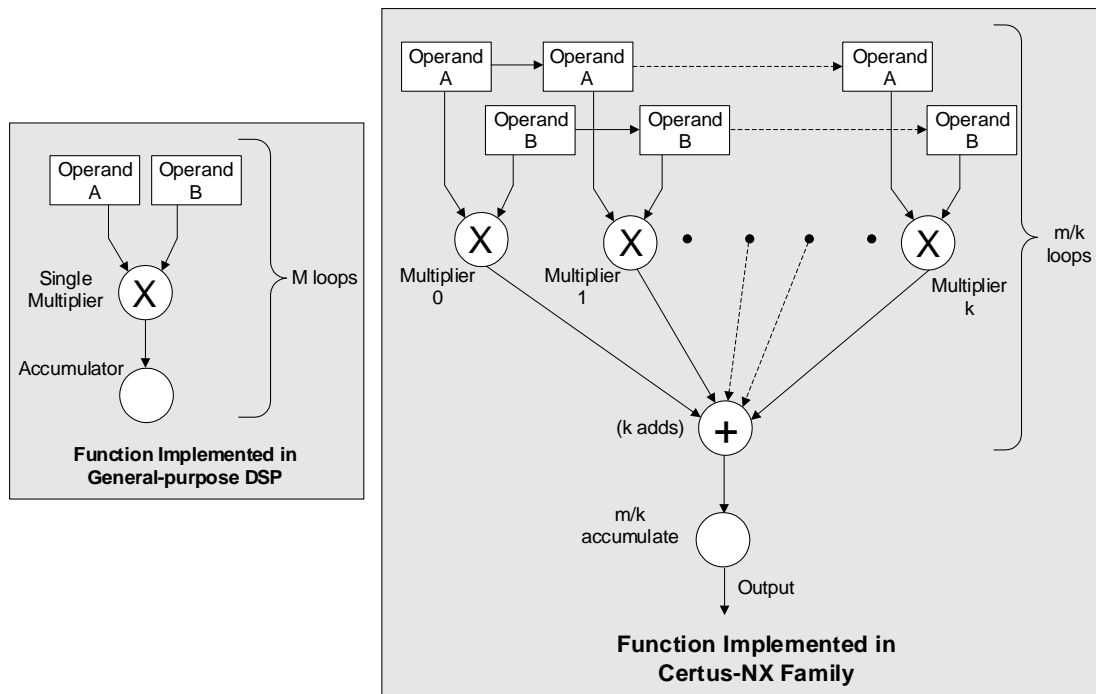 Operand
A
Operand
B
Single
Multiplier
X
M loops
Accumulator
Function Implemented in
General-purpose DSP
Operand
A
Operand
A
Operand
A
Operand
B
Operand
B
Operand
B
X
X
X
Multiplier
0
Multiplier
1
Multiplier
k
m/k
loops
(k adds)
+
m/k
accumulate
Output
Function Implemented in
Certus-NX Family